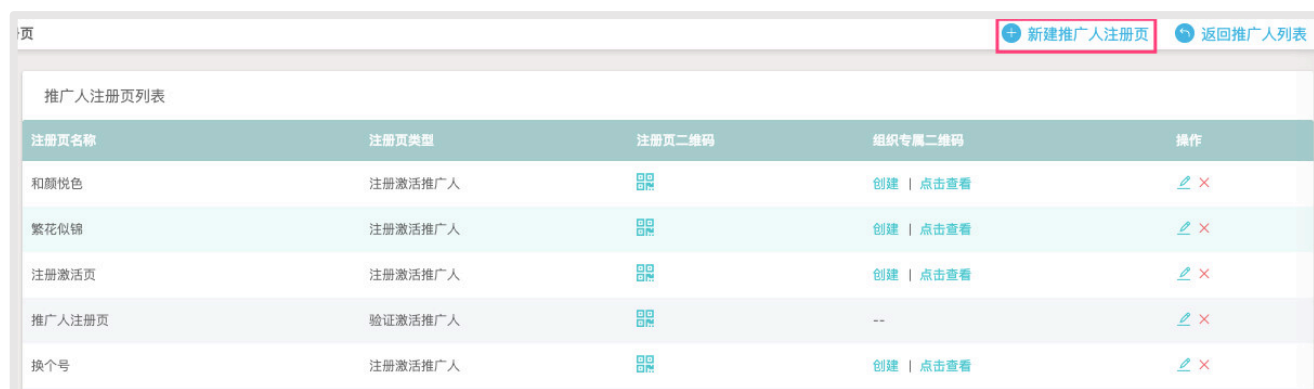 页 新建推广人注册页 返回推广人列表
推广人注册页列表
注册页名称 注册页类型 注册页二维码 组织专属二维码 操作
和颜悦色 注册激活推广人 创建 | 点击查看
繁花似锦 注册激活推广人 创建 | 点击查看
注册激活页 注册激活推广人 创建 | 点击查看
推广人注册页 验证激活推广人 --
换个号 注册激活推广人 创建 | 点击查看